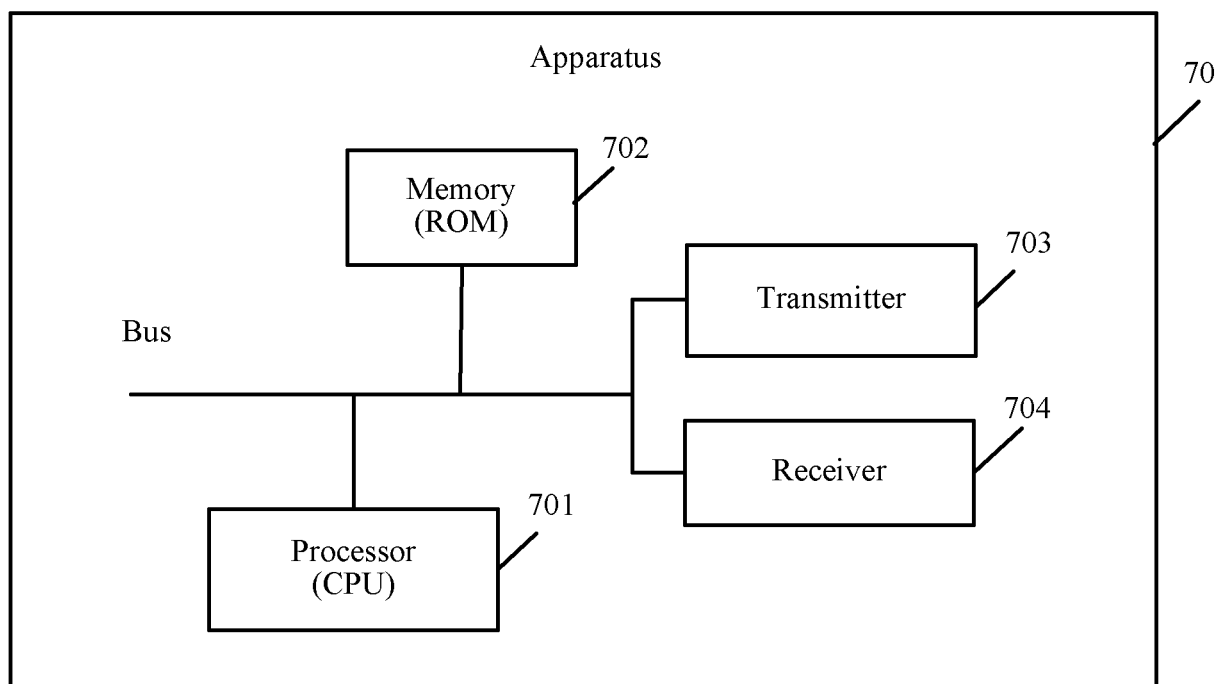 Apparatus
70
702
Memory
(ROM)
703
Transmitter
Bus
704
Receiver
701
Processor
(CPU)